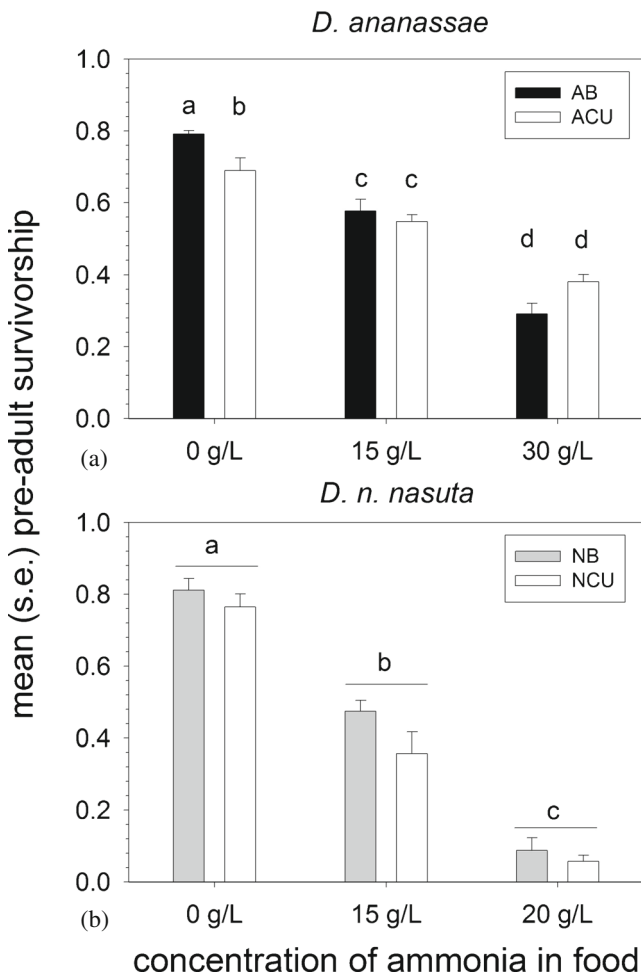 D. ananassae
1.0
0.8
0.6
0.4
0.2
0.0
AB
ACU
a b
c c
d d
0 g/L 15 g/L 30 g/L
(a)
mean (s.e.) pre-adult survivorship
D. n. nasuta
1.0
0.8
0.6
0.4
0.2
0.0
NB
NCU
a
b
c
0 g/L 15 g/L 20 g/L
(b)
concentration of ammonia in food